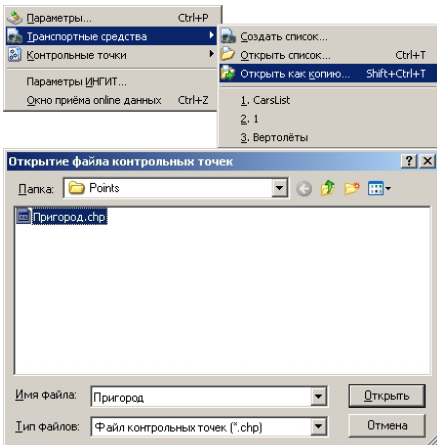 Параметры... Ctrl+P
Транспортные средства
Контрольные точки
Параметры ИНГИТ...
Окно приёма online данных Ctrl+Z
Создать список...
Открыть список... Ctrl+T
Открыть как копию... Shift+Ctrl+T
1. CarsList
2. 1
3. Вертолёты
Открытие файла контрольных точек
Папка: Points
Пригород.chp
Имя файла: Пригород Открыть
Тип файлов: Файл контрольных точек (*.chp) Отмена